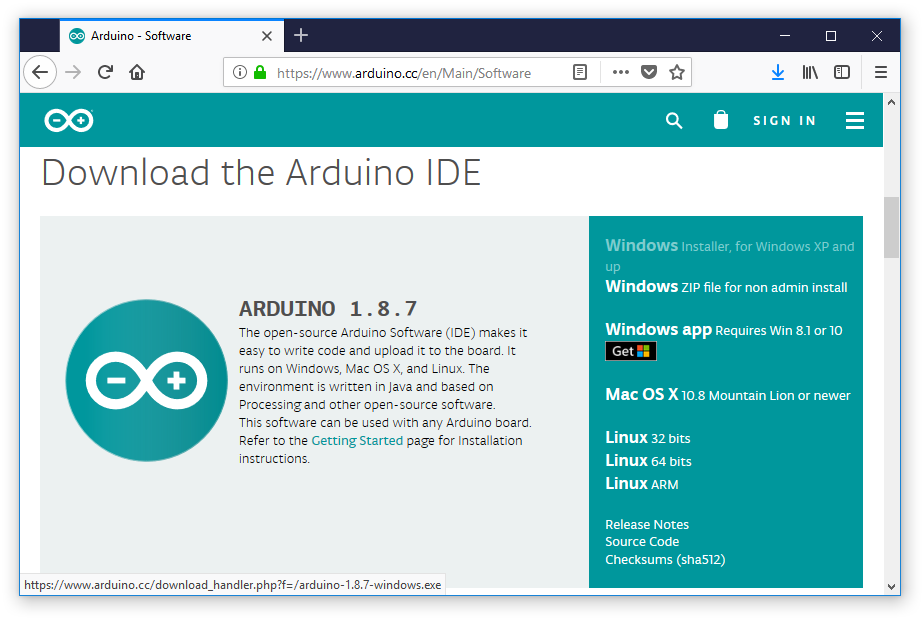 Arduino - Software
https://www.arduino.cc/en/Main/Software
SIGN IN
Download the Arduino IDE
ARDUINO 1.8.7
The open-source Arduino Software (IDE) makes it
easy to write code and upload it to the board. It
runs on Windows, Mac OS X, and Linux. The
environment is written in Java and based on
Processing and other open-source software.
This software can be used with any Arduino board.
Refer to the Getting Started page for Installation
instructions.
Windows Installer, for Windows XP and
up
Windows ZIP file for non admin install
Windows app Requires Win 8.1 or 10
Get
Mac OS X 10.8 Mountain Lion or newer
Linux 32 bits
Linux 64 bits
Linux ARM
Release Notes
Source Code
Checksums (sha512)
https://www.arduino.cc/download_handler.php?f=/arduino-1.8.7-windows.exe